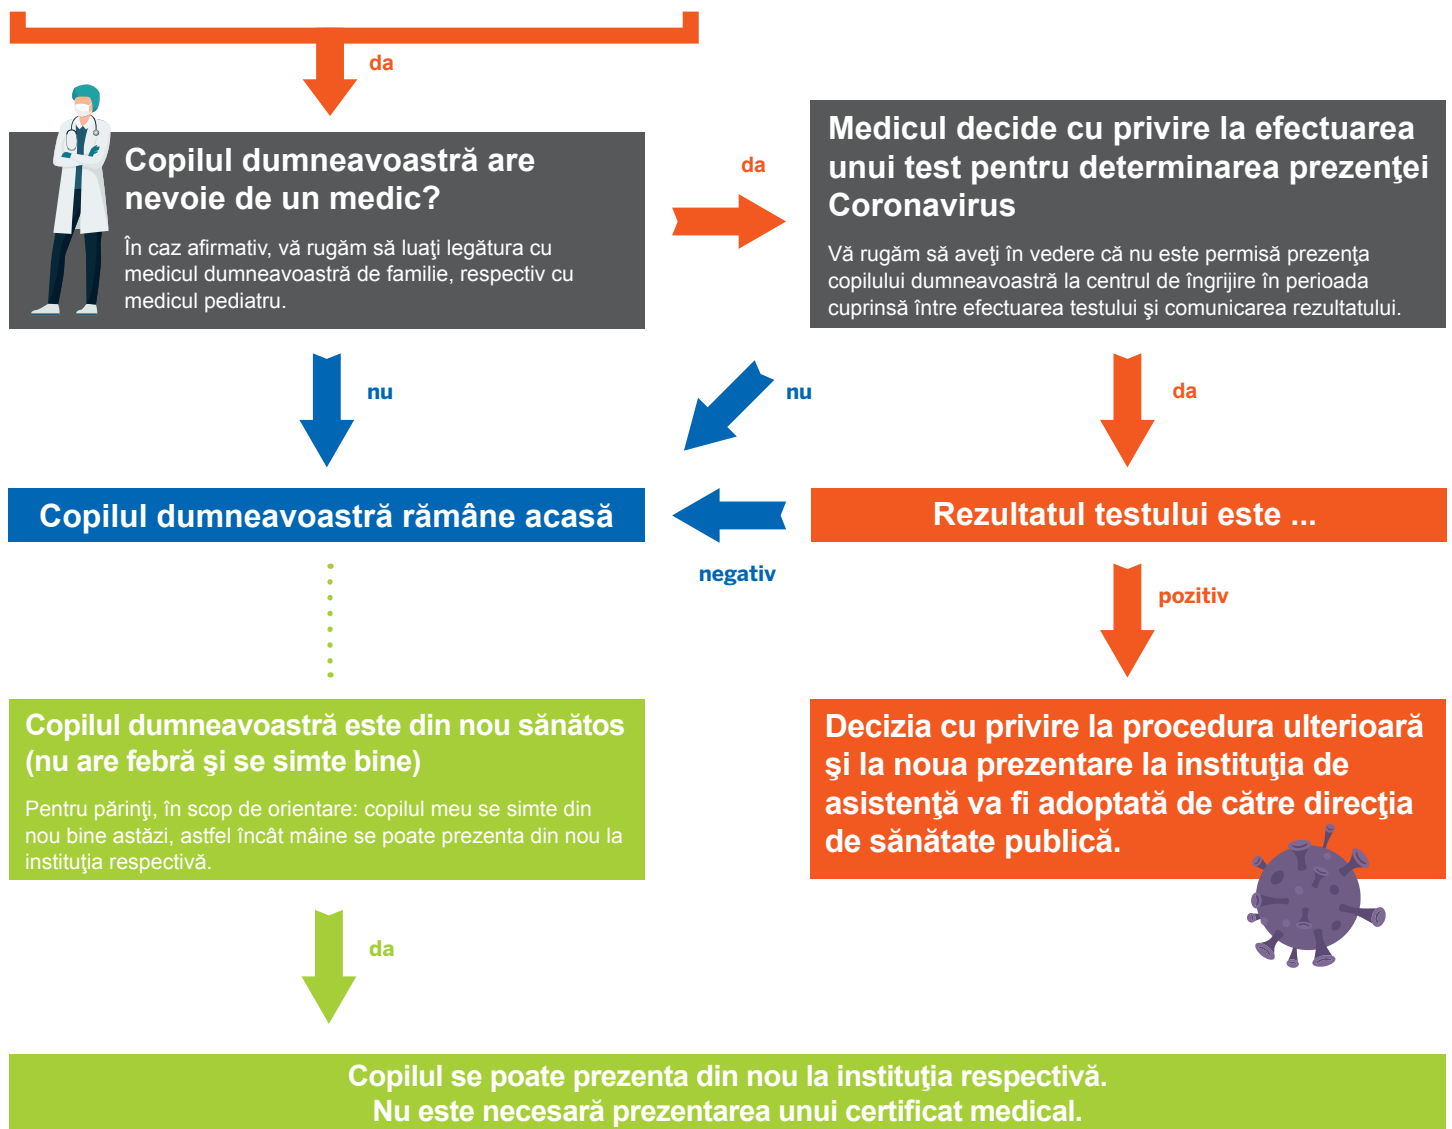 da
Copilul dumneavoastră are
nevoie de un medic?
În caz afirmativ, vă rugăm să luaţi legătura cu
medicul dumneavoastră de familie, respectiv cu
medicul pediatru.
da
Medicul decide cu privire la efectuarea
unui test pentru determinarea prezenţei
Coronavirus
Vă rugăm să aveţi în vedere că nu este permisă prezenţa
copilului dumneavoastră la centrul de îngrijire în perioada
cuprinsă între efectuarea testului şi comunicarea rezultatului.
nu
nu
da
Copilul dumneavoastră rămâne acasă
Rezultatul testului este ...
negativ
pozitiv
Copilul dumneavoastră este din nou sănătos
(nu are febră şi se simte bine)
Pentru părinţi, în scop de orientare: copilul meu se simte din
nou bine astăzi, astfel încât mâine se poate prezenta din nou la
instituţia respectivă.
Decizia cu privire la procedura ulterioară
şi la noua prezentare la instituţia de
asistenţă va fi adoptată de către direcţia
de sănătate publică.
da
Copilul se poate prezenta din nou la instituţia respectivă.
Nu este necesară prezentarea unui certificat medical.